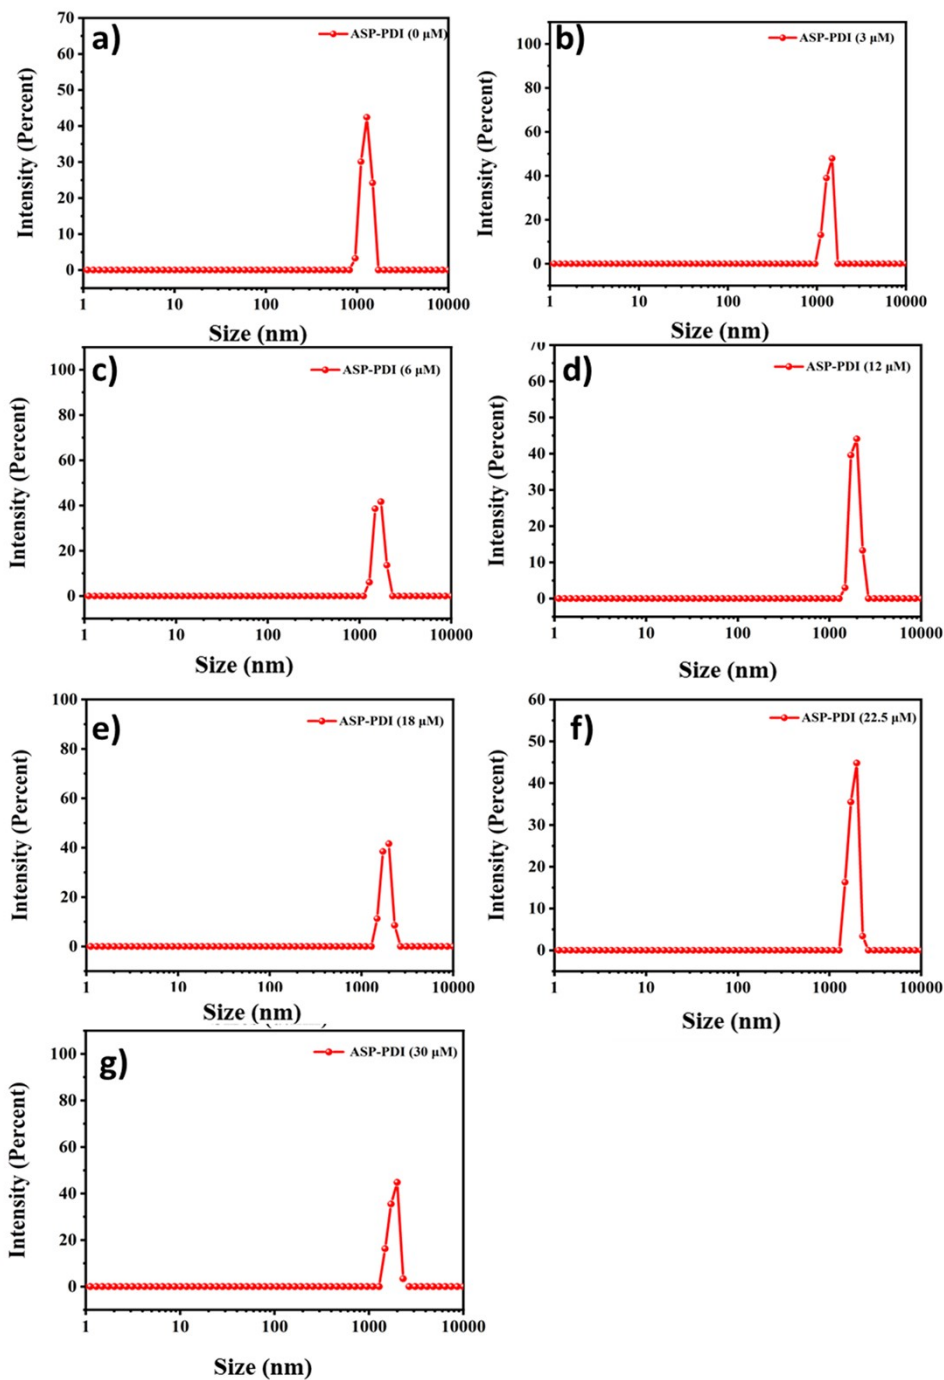 a)
ASP-PDI (0 μM)
Intensity (Percent)
70
60
50
40
30
20
10
0
1 10 100 1000 10000
Size (nm)
b)
ASP-PDI (3 μM)
Intensity (Percent)
100
80
60
40
20
0
1 10 100 1000 10000
Size (nm)
c)
ASP-PDI (6 μM)
Intensity (Percent)
100
80
60
40
20
0
1 10 100 1000 10000
Size (nm)
d)
ASP-PDI (12 μM)
Intensity (Percent)
70
60
50
40
30
20
10
0
1 10 100 1000 10000
Size (nm)
e)
ASP-PDI (18 μM)
Intensity (Percent)
100
80
60
40
20
0
1 10 100 1000 10000
Size (nm)
f)
ASP-PDI (22.5 μM)
Intensity (Percent)
60
50
40
30
20
10
0
1 10 100 1000 10000
Size (nm)
g)
ASP-PDI (30 μM)
Intensity (Percent)
100
80
60
40
20
0
1 10 100 1000 10000
Size (nm)